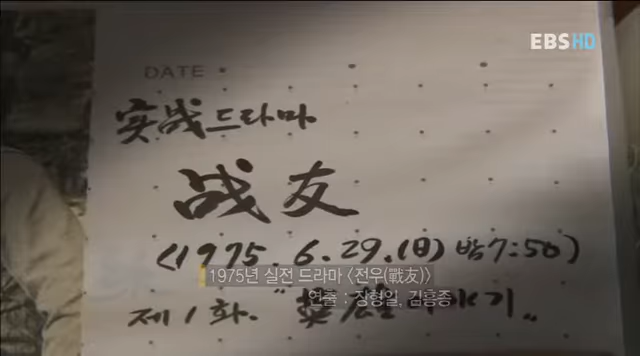 EBS HD
DATE
实战드라마.
战友
<1975. 6. 29.(日) 밤 7:50>
1975년 실전 드라마 <전우(戰友)>
연출 : 장형일, 김홍종
제1화.